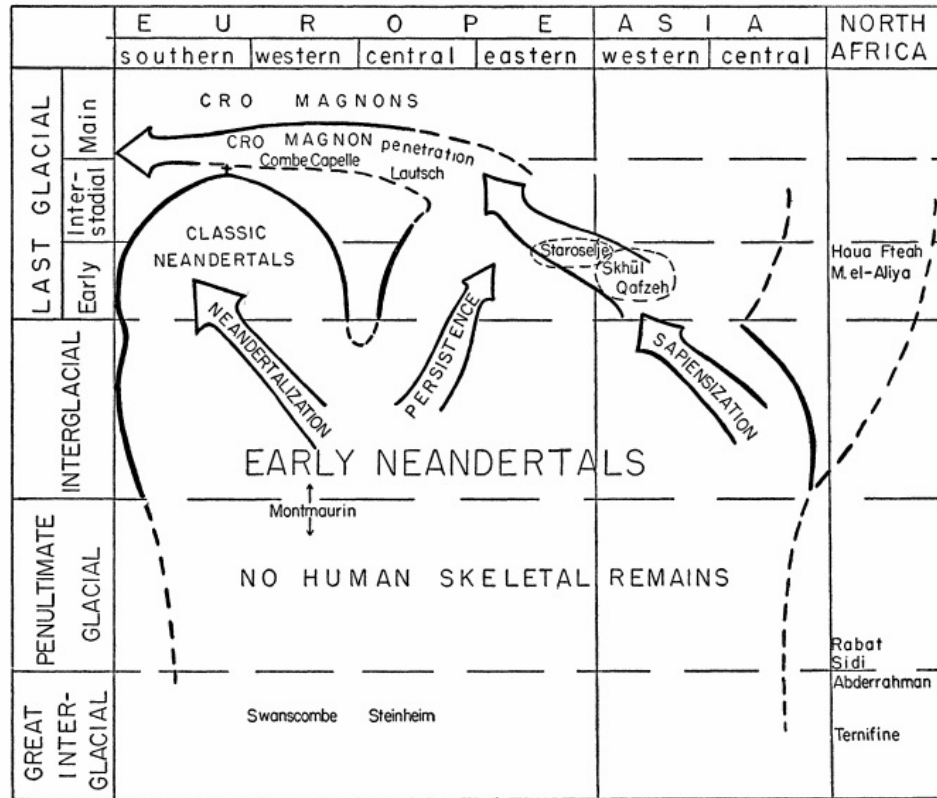 EUROPE ASIA NORTH
southern western central eastern western central AFRICA
LAST GLACIAL
Main
Inter-
stadial
Early
INTERGLACIAL
PENULTIMATE
GLACIAL
GREAT
INTER-
GLACIAL
CRO MAGNONS
CRO MAGNON penetration
Combe Capelle
Lautsch
CLASSIC
NEANDERTALS
Staroselje
Skhūl
Qafzeh
Haua Fteah
M.el-Aliya
NEANDERTALIZATION
PERSISTENCE
SAPIENSIZATION
EARLY NEANDERTALS
Montmaurin
NO HUMAN SKELETAL REMAINS
Rabat
Sidi
Abderrahman
Swanscombe Steinheim
Ternifine